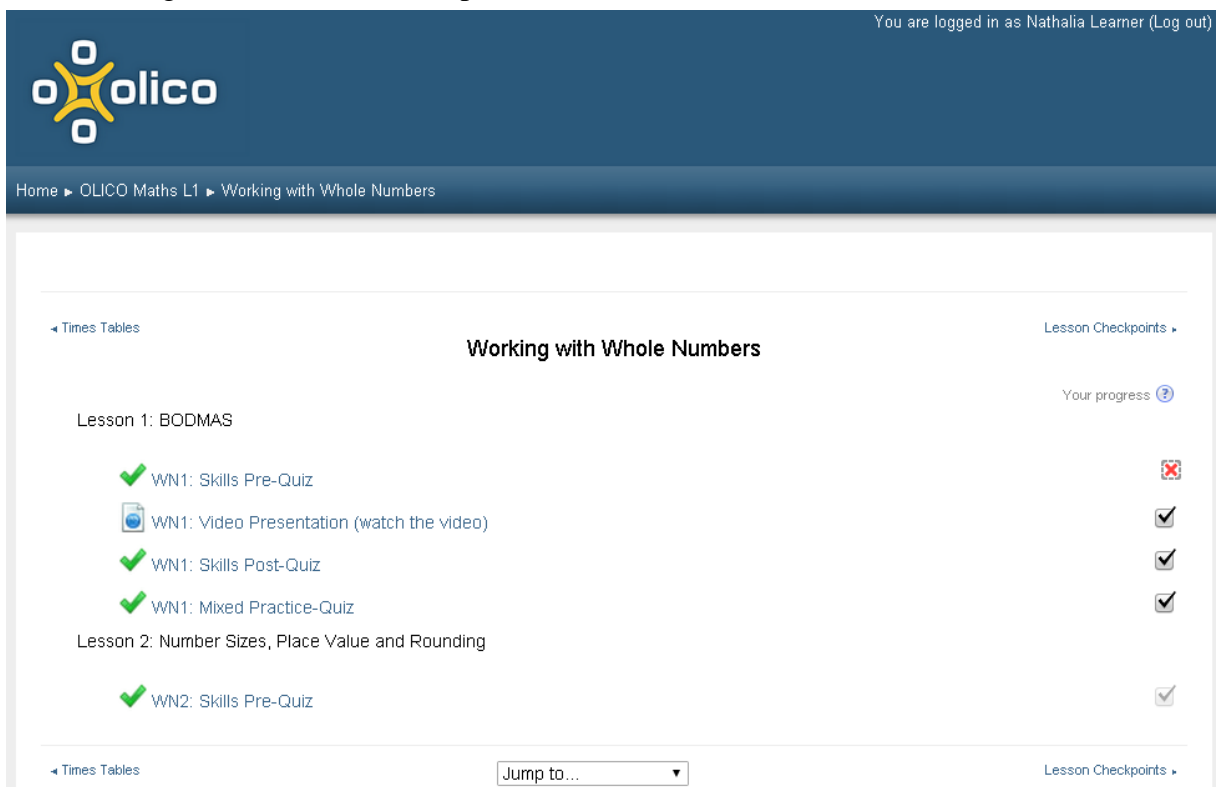 You are logged in as Nathalia Learner (Log out)
olico
Home ► OLICO Maths L1 ► Working with Whole Numbers
◄ Times Tables
Lesson Checkpoints ►
Working with Whole Numbers
Your progress ?
Lesson 1: BODMAS
WN1: Skills Pre-Quiz
WN1: Video Presentation (watch the video)
WN1: Skills Post-Quiz
WN1: Mixed Practice-Quiz
Lesson 2: Number Sizes, Place Value and Rounding
WN2: Skills Pre-Quiz
◄ Times Tables
Jump to...
Lesson Checkpoints ►